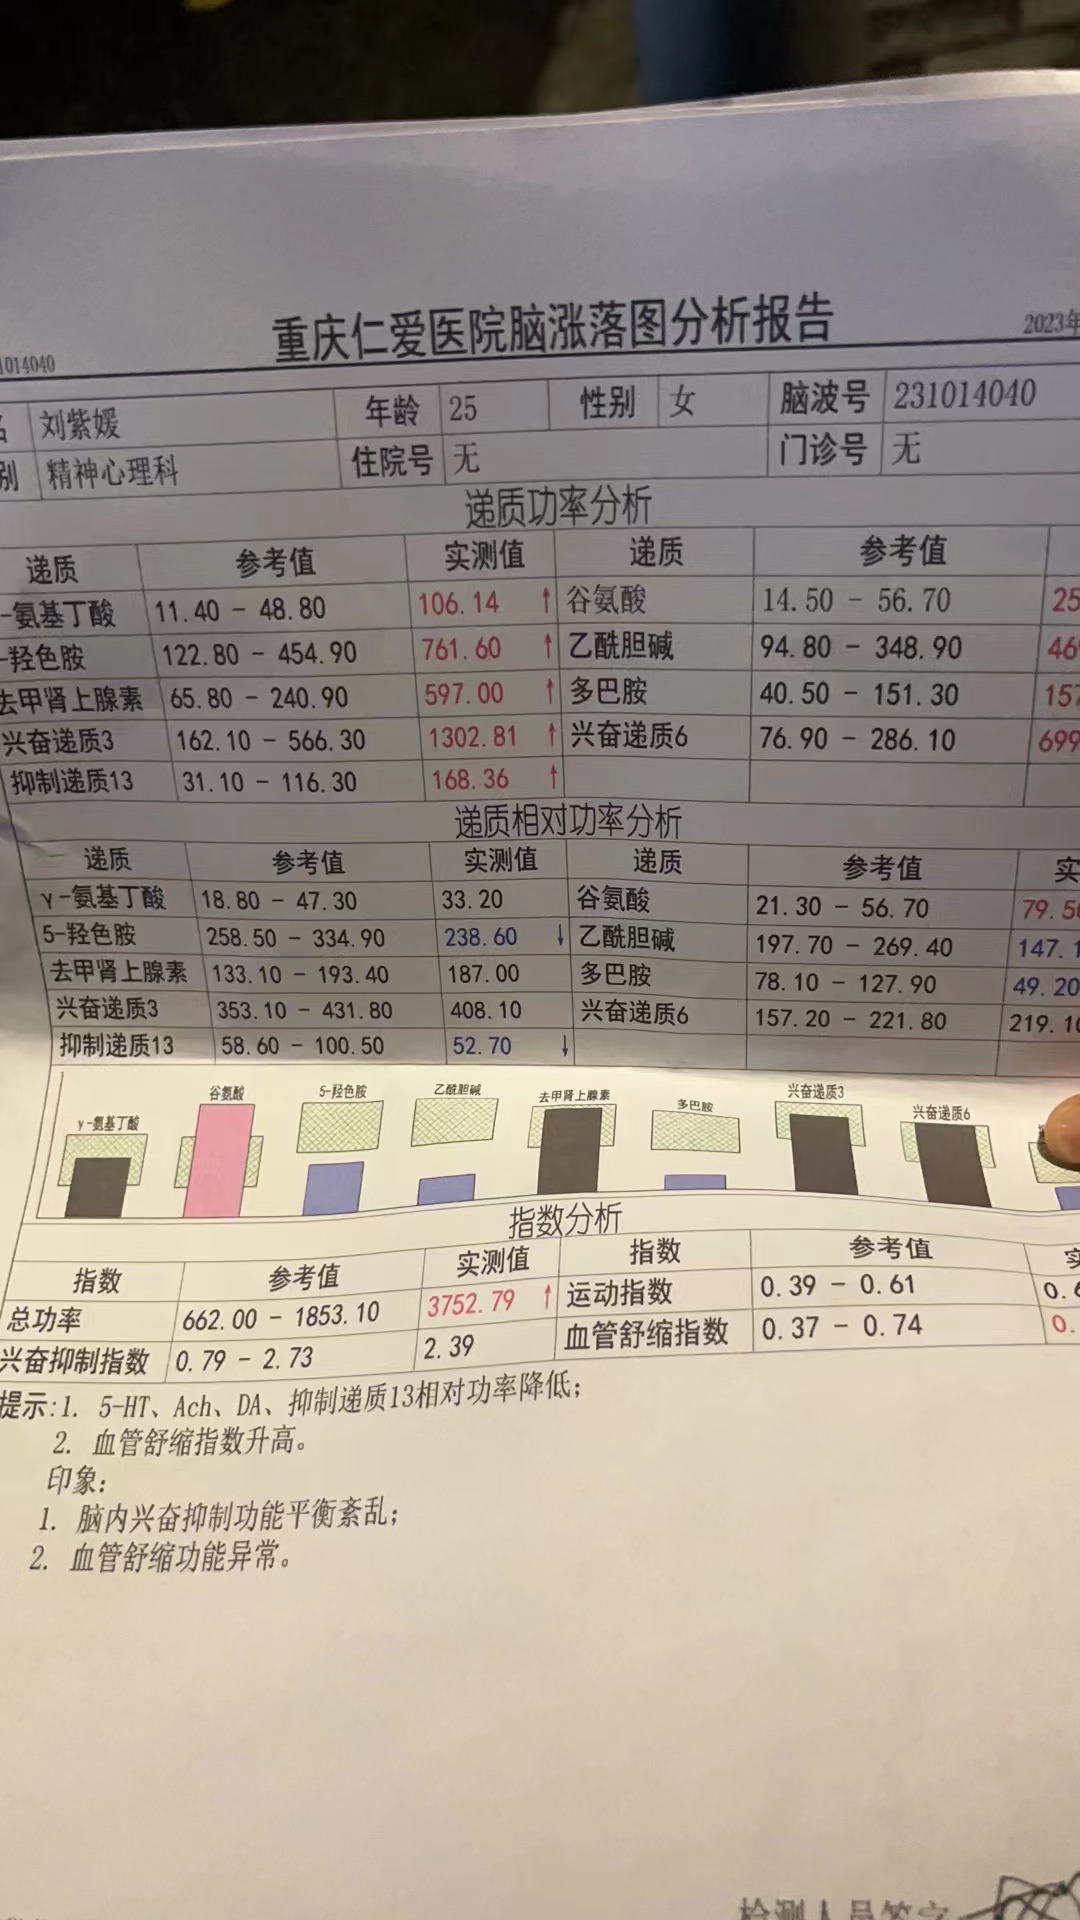 重庆仁爱医院脑涨落图分析报告
1014040
2023年
名 刘紫媛 年龄 25 性别 女 脑波号 231014040
别 精神心理科 住院号 无 门诊号 无
递质功率分析
递质 参考值 实测值 递质 参考值
-氨基丁酸 11.40 - 48.80 106.14 ↑ 谷氨酸 14.50 - 56.70 25
-羟色胺 122.80 - 454.90 761.60 ↑ 乙酰胆碱 94.80 - 348.90 46
去甲肾上腺素 65.80 - 240.90 597.00 ↑ 多巴胺 40.50 - 151.30 157
兴奋递质3 162.10 - 566.30 1302.81 ↑ 兴奋递质6 76.90 - 286.10 699
抑制递质13 31.10 - 116.30 168.36 ↑
递质相对功率分析
递质 参考值 实测值 递质 参考值 实
γ-氨基丁酸 18.80 - 47.30 33.20 谷氨酸 21.30 - 56.70 79.50
5-羟色胺 258.50 - 334.90 238.60 ↓ 乙酰胆碱 197.70 - 269.40 147.1
去甲肾上腺素 133.10 - 193.40 187.00 多巴胺 78.10 - 127.90 49.20
兴奋递质3 353.10 - 431.80 408.10 兴奋递质6 157.20 - 221.80 219.10
抑制递质13 58.60 - 100.50 52.70 ↓
γ-氨基丁酸 谷氨酸 5-羟色胺 乙酰胆碱 去甲肾上腺素 多巴胺 兴奋递质3 兴奋递质6
指数分析
指数 参考值 实测值 指数 参考值 实
总功率 662.00 - 1853.10 3752.79 ↑ 运动指数 0.39 - 0.61 0.6
兴奋抑制指数 0.79 - 2.73 2.39 血管舒缩指数 0.37 - 0.74 0.
提示:1. 5-HT、Ach、DA、抑制递质13相对功率降低;
2. 血管舒缩指数升高。
印象:
1. 脑内兴奋抑制功能平衡紊乱;
2. 血管舒缩功能异常。
检测人员签字